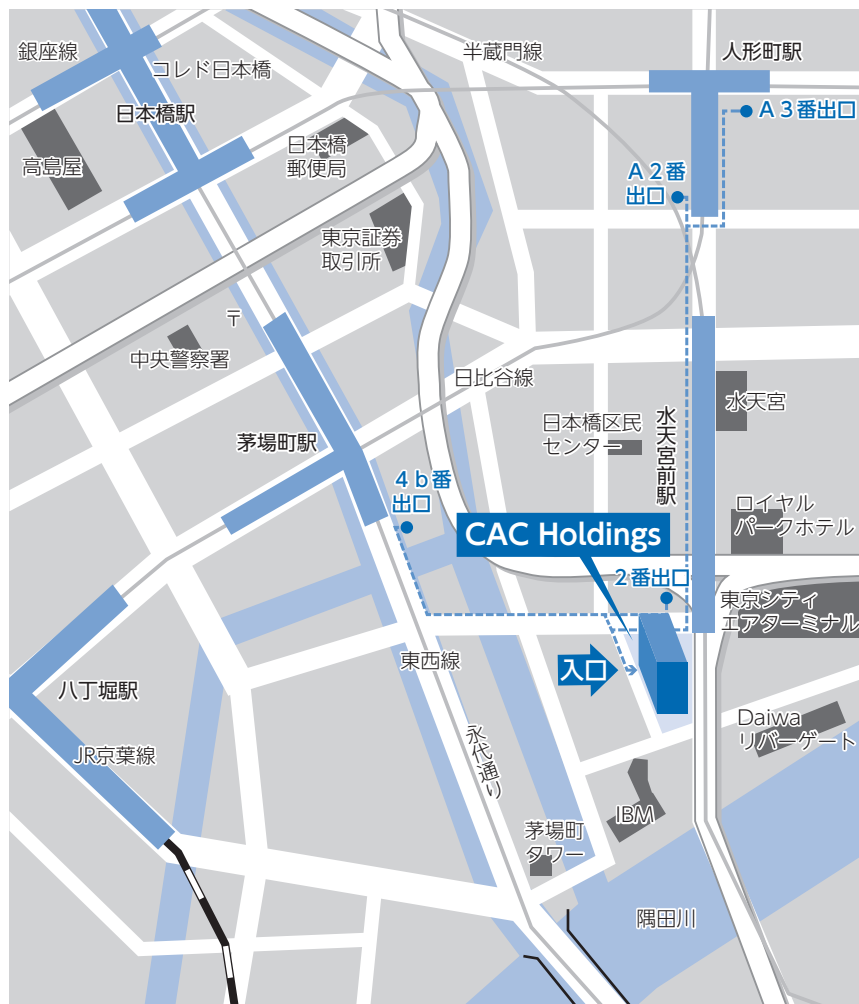 銀座線
コレド日本橋
半蔵門線
人形町駅
日本橋駅
A3番出口
高島屋
日本橋
郵便局
A2番
出口
東京証券
取引所
〒
中央警察署
日比谷線
水天宮
日本橋区民
センター
水天宮前駅
茅場町駅
4b番
出口
ロイヤル
パークホテル
CAC Holdings
2番出口
東京シティ
エアターミナル
東西線
入口
八丁堀駅
JR京葉線
永代通り
Daiwa
リバーゲート
IBM
茅場町
タワー
隅田川